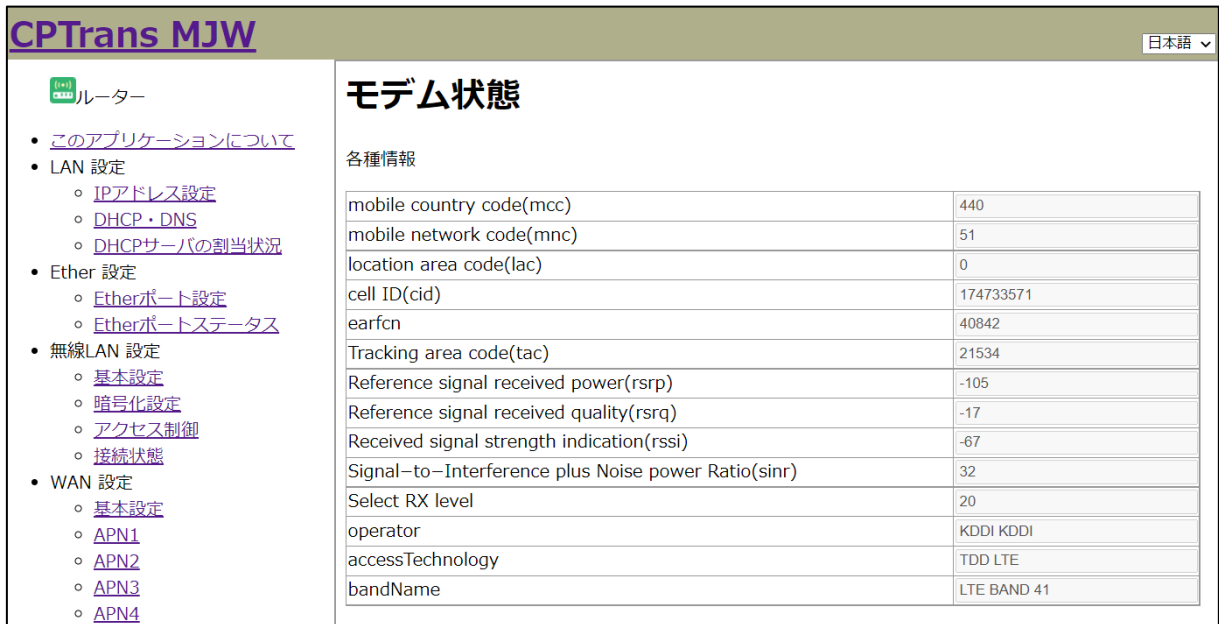 CPTrans MJW
日本語
ルーター
このアプリケーションについて
LAN 設定
IPアドレス設定
DHCP・DNS
DHCPサーバの割当状況
Ether 設定
Etherポート設定
Etherポートステータス
無線LAN 設定
基本設定
暗号化設定
アクセス制御
接続状態
WAN 設定
基本設定
APN1
APN2
APN3
APN4
モデム状態
各種情報
mobile country code(mcc) 440
mobile network code(mnc) 51
location area code(lac) 0
cell ID(cid) 174733571
earfcn 40842
Tracking area code(tac) 21534
Reference signal received power(rsrp) -105
Reference signal received quality(rsrq) -17
Received signal strength indication(rssi) -67
Signal−to−Interference plus Noise power Ratio(sinr) 32
Select RX level 20
operator KDDI KDDI
accessTechnology TDD LTE
bandName LTE BAND 41